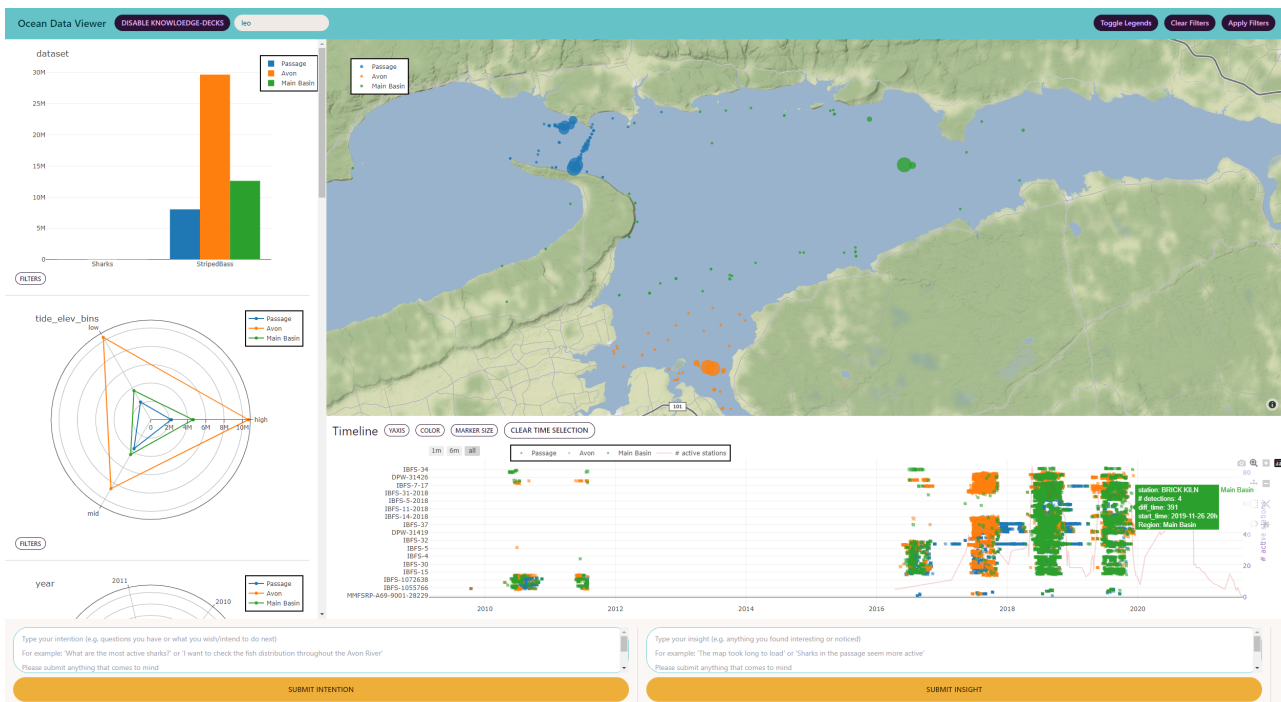 Ocean Data Viewer
DISABLE KNOWLOEDGE-DECKS
leo
Toggle Legends
Clear Filters
Apply Filters
dataset
Passage
Avon
Main Basin
30M
25M
20M
15M
10M
5M
0
Sharks
StripedBass
FILTERS
tide_elev_bins
Passage
Avon
Main Basin
low
high
mid
0 2M 4M 6M 8M 10M
FILTERS
year
Passage
Avon
Main Basin
2011
2010
Passage
Avon
Main Basin
101
Timeline
YAXIS
COLOR
MARKER SIZE
CLEAR TIME SELECTION
1m 6m all
Passage Avon Main Basin # active stations
IBFS-34
DPW-31426
IBFS-7-17
IBFS-31-2018
IBFS-5-2018
IBFS-11-2018
IBFS-14-2018
IBFS-37
DPW-31419
IBFS-32
IBFS-5
IBFS-4
IBFS-30
IBFS-15
IBFS-1072638
IBFS-1055766
MMFSRP-A69-9001-28229
2010 2012 2014 2016 2018 2020
80
40
20
0
station: BRICK KILN
# detections: 4
diff_time: 391
start_time: 2019-11-26 20h
Region: Main Basin
Main Basin
Type your intention (e.g. questions you have or what you wish/intend to do next)
For example: 'What are the most active sharks?' or 'I want to check the fish distribution throughout the Avon River'
Please submit anything that comes to mind
SUBMIT INTENTION
Type your insight (e.g. anything you found interesting or noticed)
For example: 'The map took long to load' or 'Sharks in the passage seem more active'
Please submit anything that comes to mind
SUBMIT INSIGHT